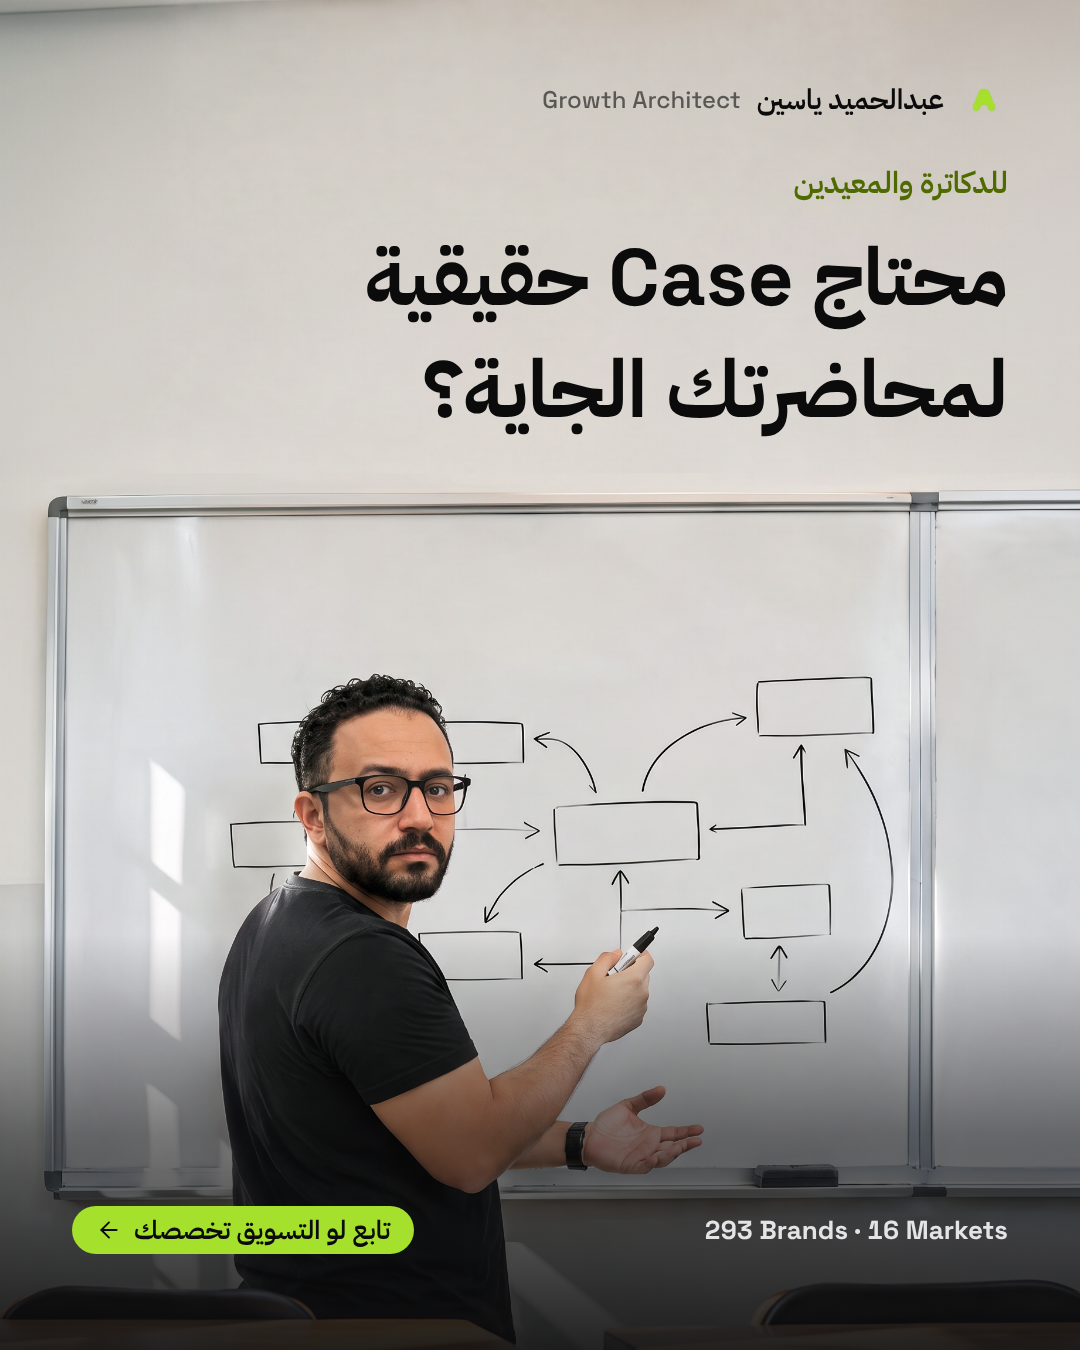 عبدالحميد ياسين Growth Architect
للدكاترة والمعيدين
محتاج Case حقيقية
لمحاضرتك الجاية؟
293 Brands · 16 Markets
تابع لو التسويق تخصصك ←